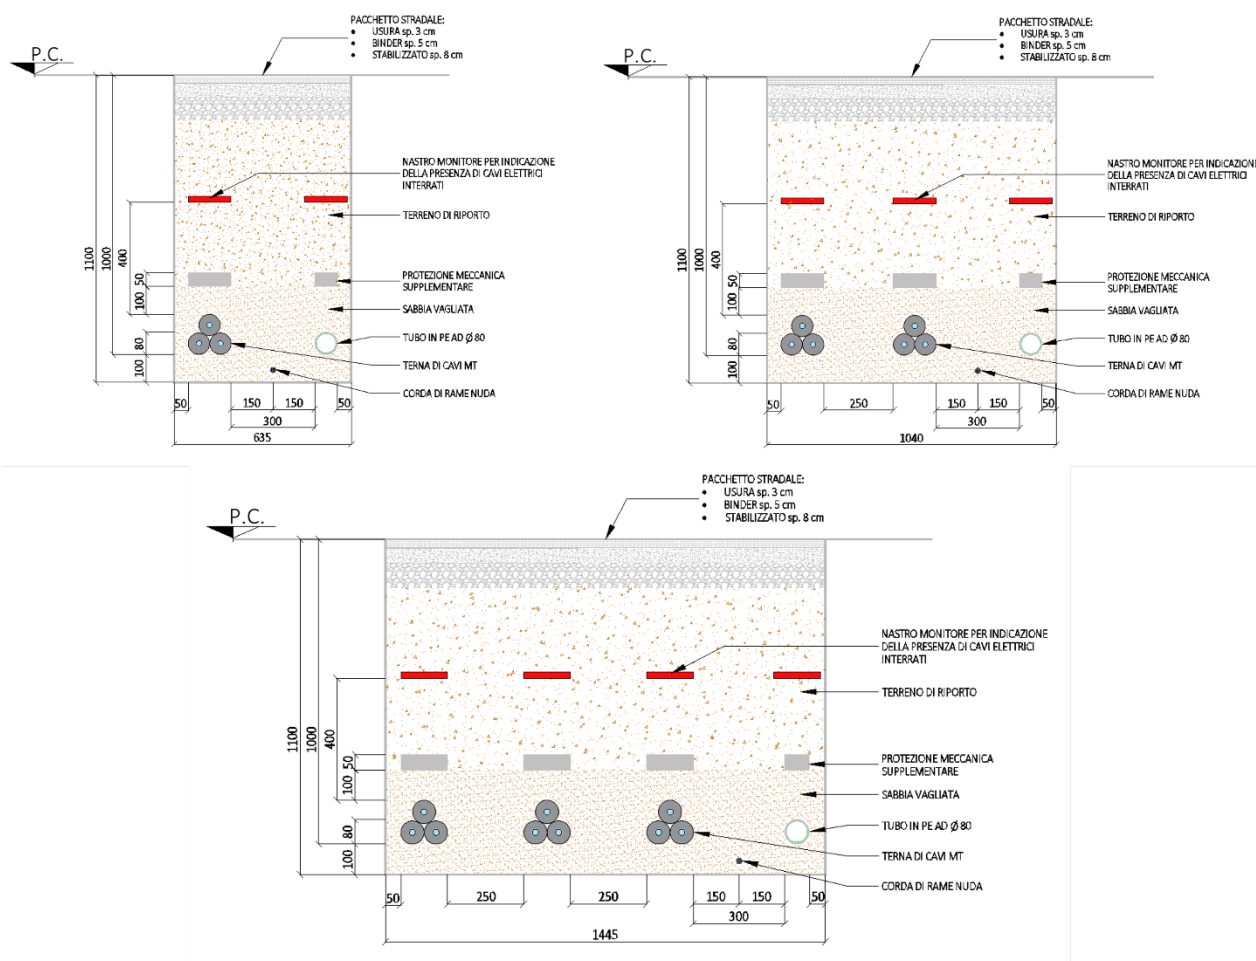 PACCHETTO STRADALE:
• USURA sp. 3 cm
• BINDER sp. 5 cm
• STABILIZZATO sp. 8 cm
P.C.
NASTRO MONITORE PER INDICAZIONE
DELLA PRESENZA DI CAVI ELETTRICI
INTERRATI
TERRENO DI RIPORTO
1100
1000
400
50
PROTEZIONE MECCANICA
SUPPLEMENTARE
100
SABBIA VAGLIATA
80
TUBO IN PE AD Ø 80
TERNA DI CAVI MT
100
CORDA DI RAME NUDA
50
150
150
50
300
635
PACCHETTO STRADALE:
• USURA sp. 3 cm
• BINDER sp. 5 cm
• STABILIZZATO sp. 8 cm
P.C.
NASTRO MONITORE PER INDICAZIONE
DELLA PRESENZA DI CAVI ELETTRICI
INTERRATI
TERRENO DI RIPORTO
1100
1000
400
50
PROTEZIONE MECCANICA
SUPPLEMENTARE
100
SABBIA VAGLIATA
80
TUBO IN PE AD Ø 80
TERNA DI CAVI MT
100
CORDA DI RAME NUDA
50
250
150
150
50
300
1040
PACCHETTO STRADALE:
• USURA sp. 3 cm
• BINDER sp. 5 cm
• STABILIZZATO sp. 8 cm
P.C.
NASTRO MONITORE PER INDICAZIONE
DELLA PRESENZA DI CAVI ELETTRICI
INTERRATI
TERRENO DI RIPORTO
1100
1000
400
50
PROTEZIONE MECCANICA
SUPPLEMENTARE
100
SABBIA VAGLIATA
80
TUBO IN PE AD Ø 80
TERNA DI CAVI MT
100
CORDA DI RAME NUDA
50
250
250
150
150
50
300
1445